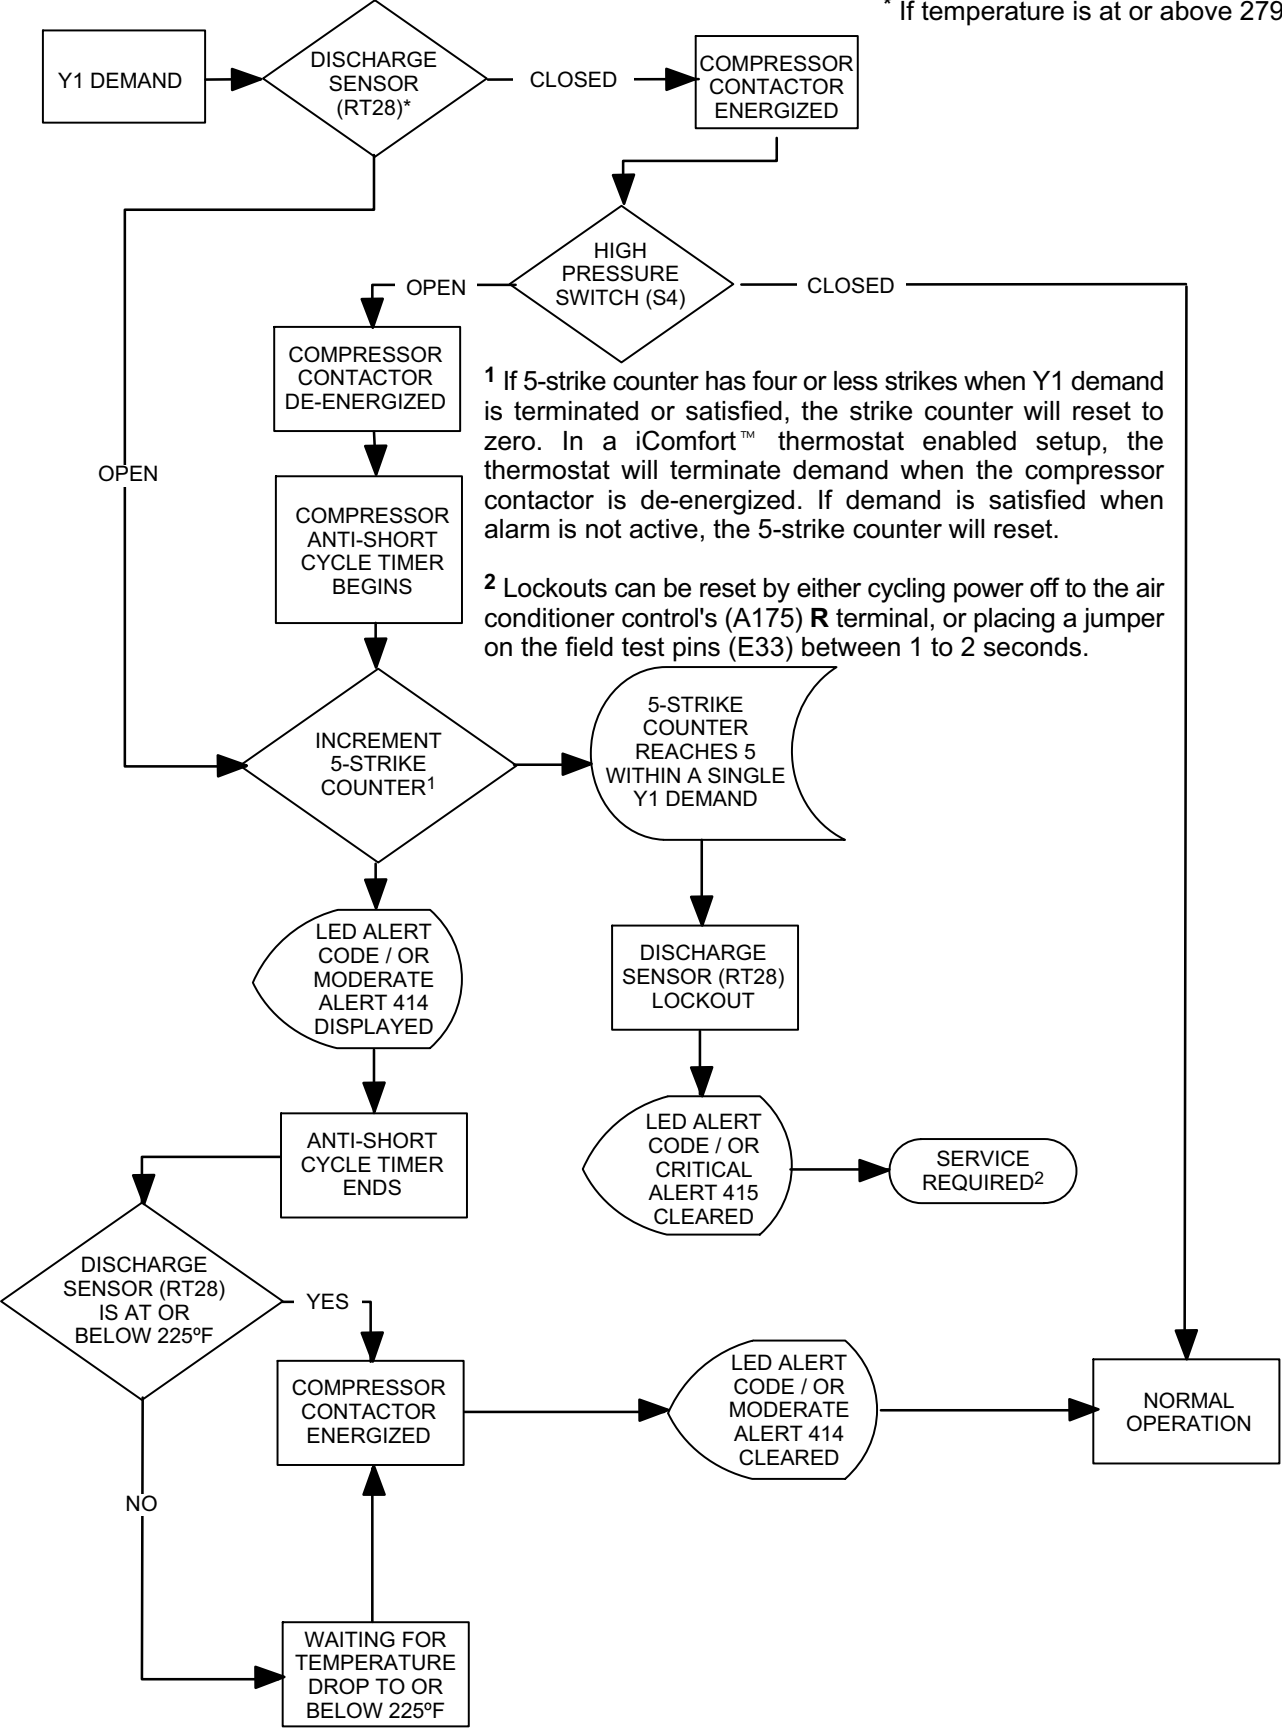 * If temperature is at or above 279
Y1 DEMAND
DISCHARGE
SENSOR
(RT28)*
CLOSED
COMPRESSOR
CONTACTOR
ENERGIZED
HIGH
PRESSURE
SWITCH (S4)
OPEN
CLOSED
COMPRESSOR
CONTACTOR
DE-ENERGIZED
1 If 5-strike counter has four or less strikes when Y1 demand
is terminated or satisfied, the strike counter will reset to
zero. In a iComfort™ thermostat enabled setup, the
thermostat will terminate demand when the compressor
contactor is de-energized. If demand is satisfied when
alarm is not active, the 5-strike counter will reset.
OPEN
COMPRESSOR
ANTI-SHORT
CYCLE TIMER
BEGINS
2 Lockouts can be reset by either cycling power off to the air
conditioner control's (A175) R terminal, or placing a jumper
on the field test pins (E33) between 1 to 2 seconds.
INCREMENT
5-STRIKE
COUNTER1
5-STRIKE
COUNTER
REACHES 5
WITHIN A SINGLE
Y1 DEMAND
LED ALERT
CODE / OR
MODERATE
ALERT 414
DISPLAYED
DISCHARGE
SENSOR (RT28)
LOCKOUT
ANTI-SHORT
CYCLE TIMER
ENDS
LED ALERT
CODE / OR
CRITICAL
ALERT 415
CLEARED
SERVICE
REQUIRED2
DISCHARGE
SENSOR (RT28)
IS AT OR
BELOW 225ºF
YES
COMPRESSOR
CONTACTOR
ENERGIZED
LED ALERT
CODE / OR
MODERATE
ALERT 414
CLEARED
NORMAL
OPERATION
NO
WAITING FOR
TEMPERATURE
DROP TO OR
BELOW 225ºF